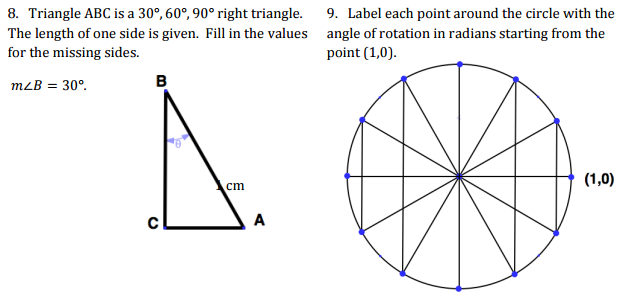 8. Triangle ABC is a 30°, 60°, 90° right triangle.
The length of one side is given. Fill in the values
for the missing sides.
m∠B = 30°.
B
θ
cm
C
A
9. Label each point around the circle with the
angle of rotation in radians starting from the
point (1,0).
(1,0)